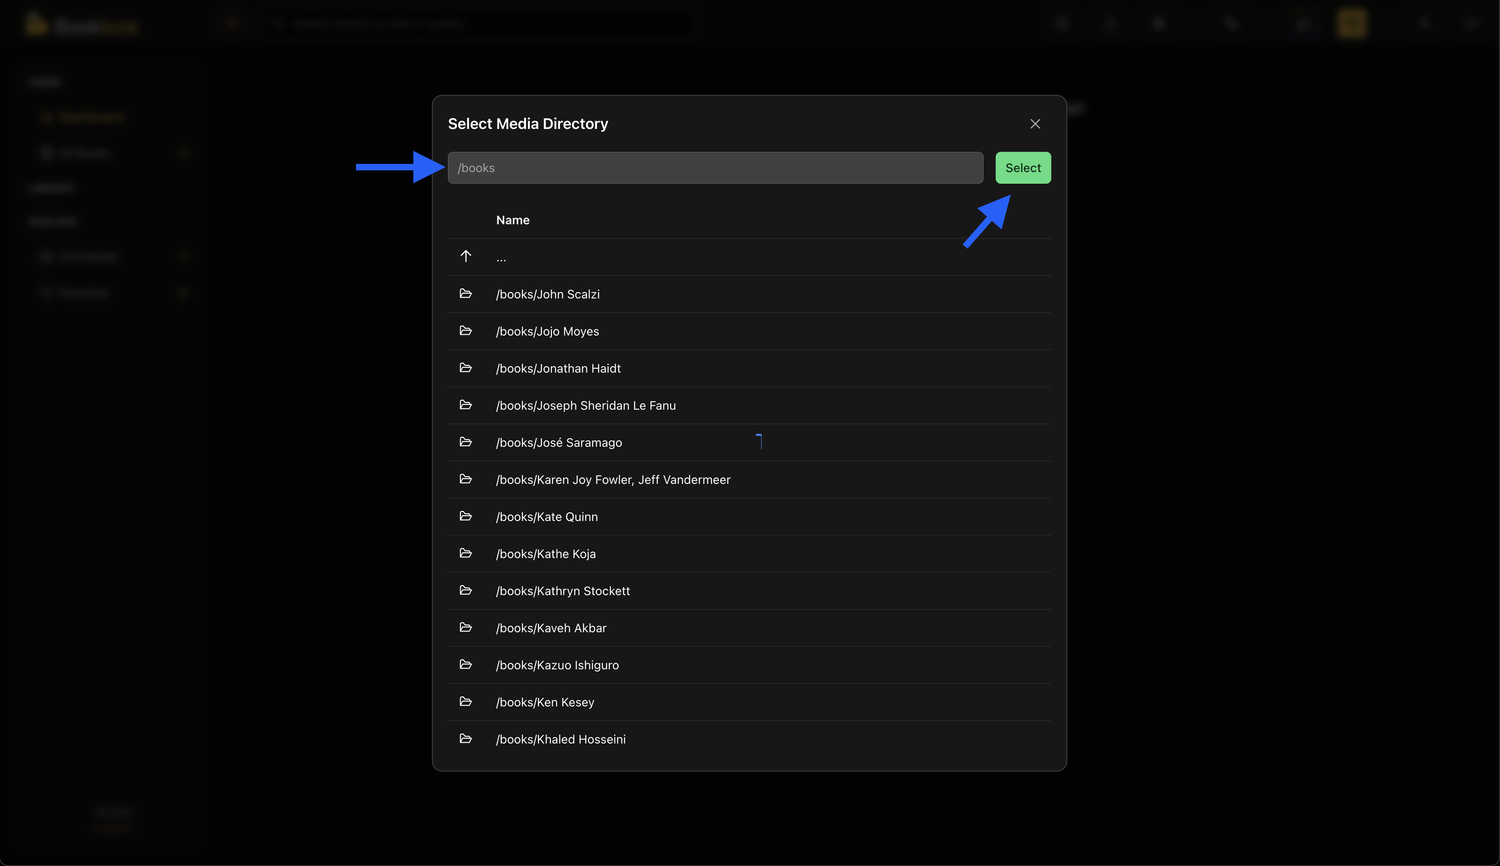 Select Media Directory
/books
Select
Name
...
/books/John Scalzi
/books/Jojo Moyes
/books/Jonathan Haidt
/books/Joseph Sheridan Le Fanu
/books/José Saramago
/books/Karen Joy Fowler, Jeff Vandermeer
/books/Kate Quinn
/books/Kathe Koja
/books/Kathryn Stockett
/books/Kaveh Akbar
/books/Kazuo Ishiguro
/books/Ken Kesey
/books/Khaled Hosseini